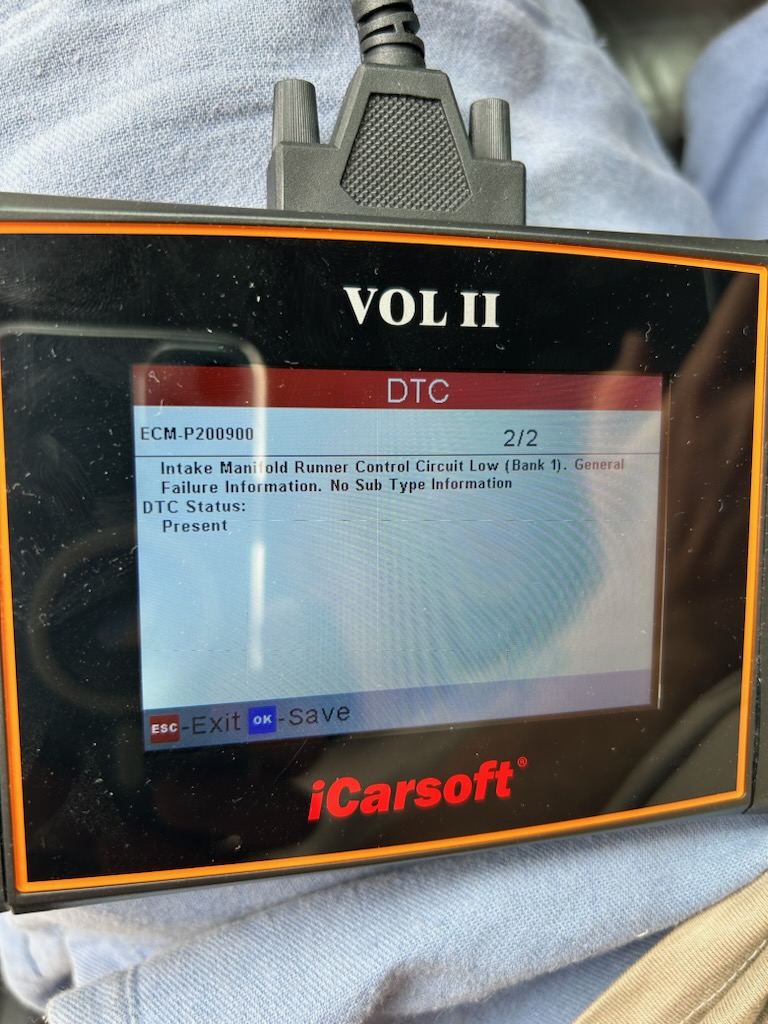 VOL II
DTC
ECM-P200900 2/2
Intake Manifold Runner Control Circuit Low (Bank 1). General
Failure Information. No Sub Type Information
DTC Status:
Present
ESC-Exit OK-Save
iCarsoft®